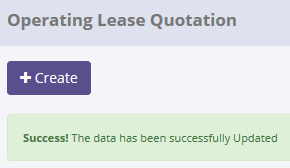 Operating Lease Quotation
+ Create
Success! The data has been successfully Updated